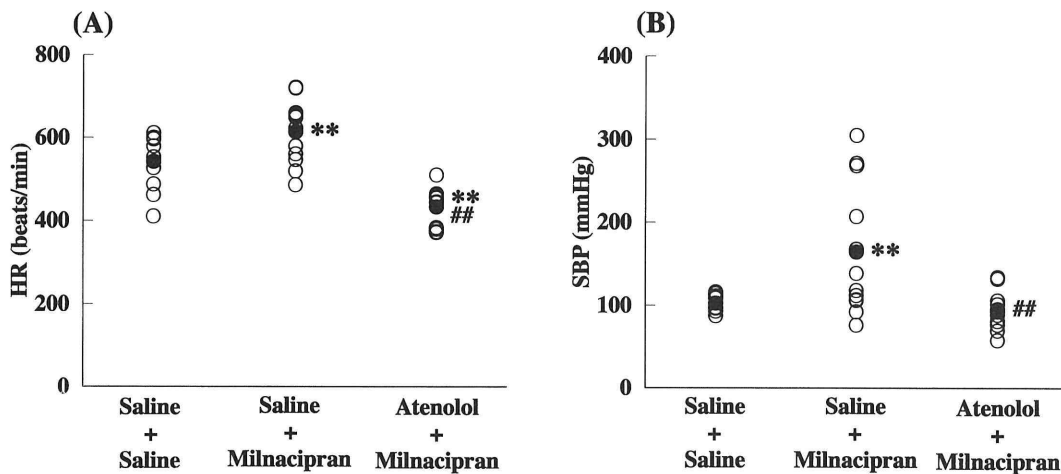 (A)
800
600
400
200
0
HR (beats/min)
**
**
##
Saline
+
Saline
Saline
+
Milnacipran
Atenolol
+
Milnacipran
(B)
400
300
200
100
0
SBP (mmHg)
**
##
Saline
+
Saline
Saline
+
Milnacipran
Atenolol
+
Milnacipran